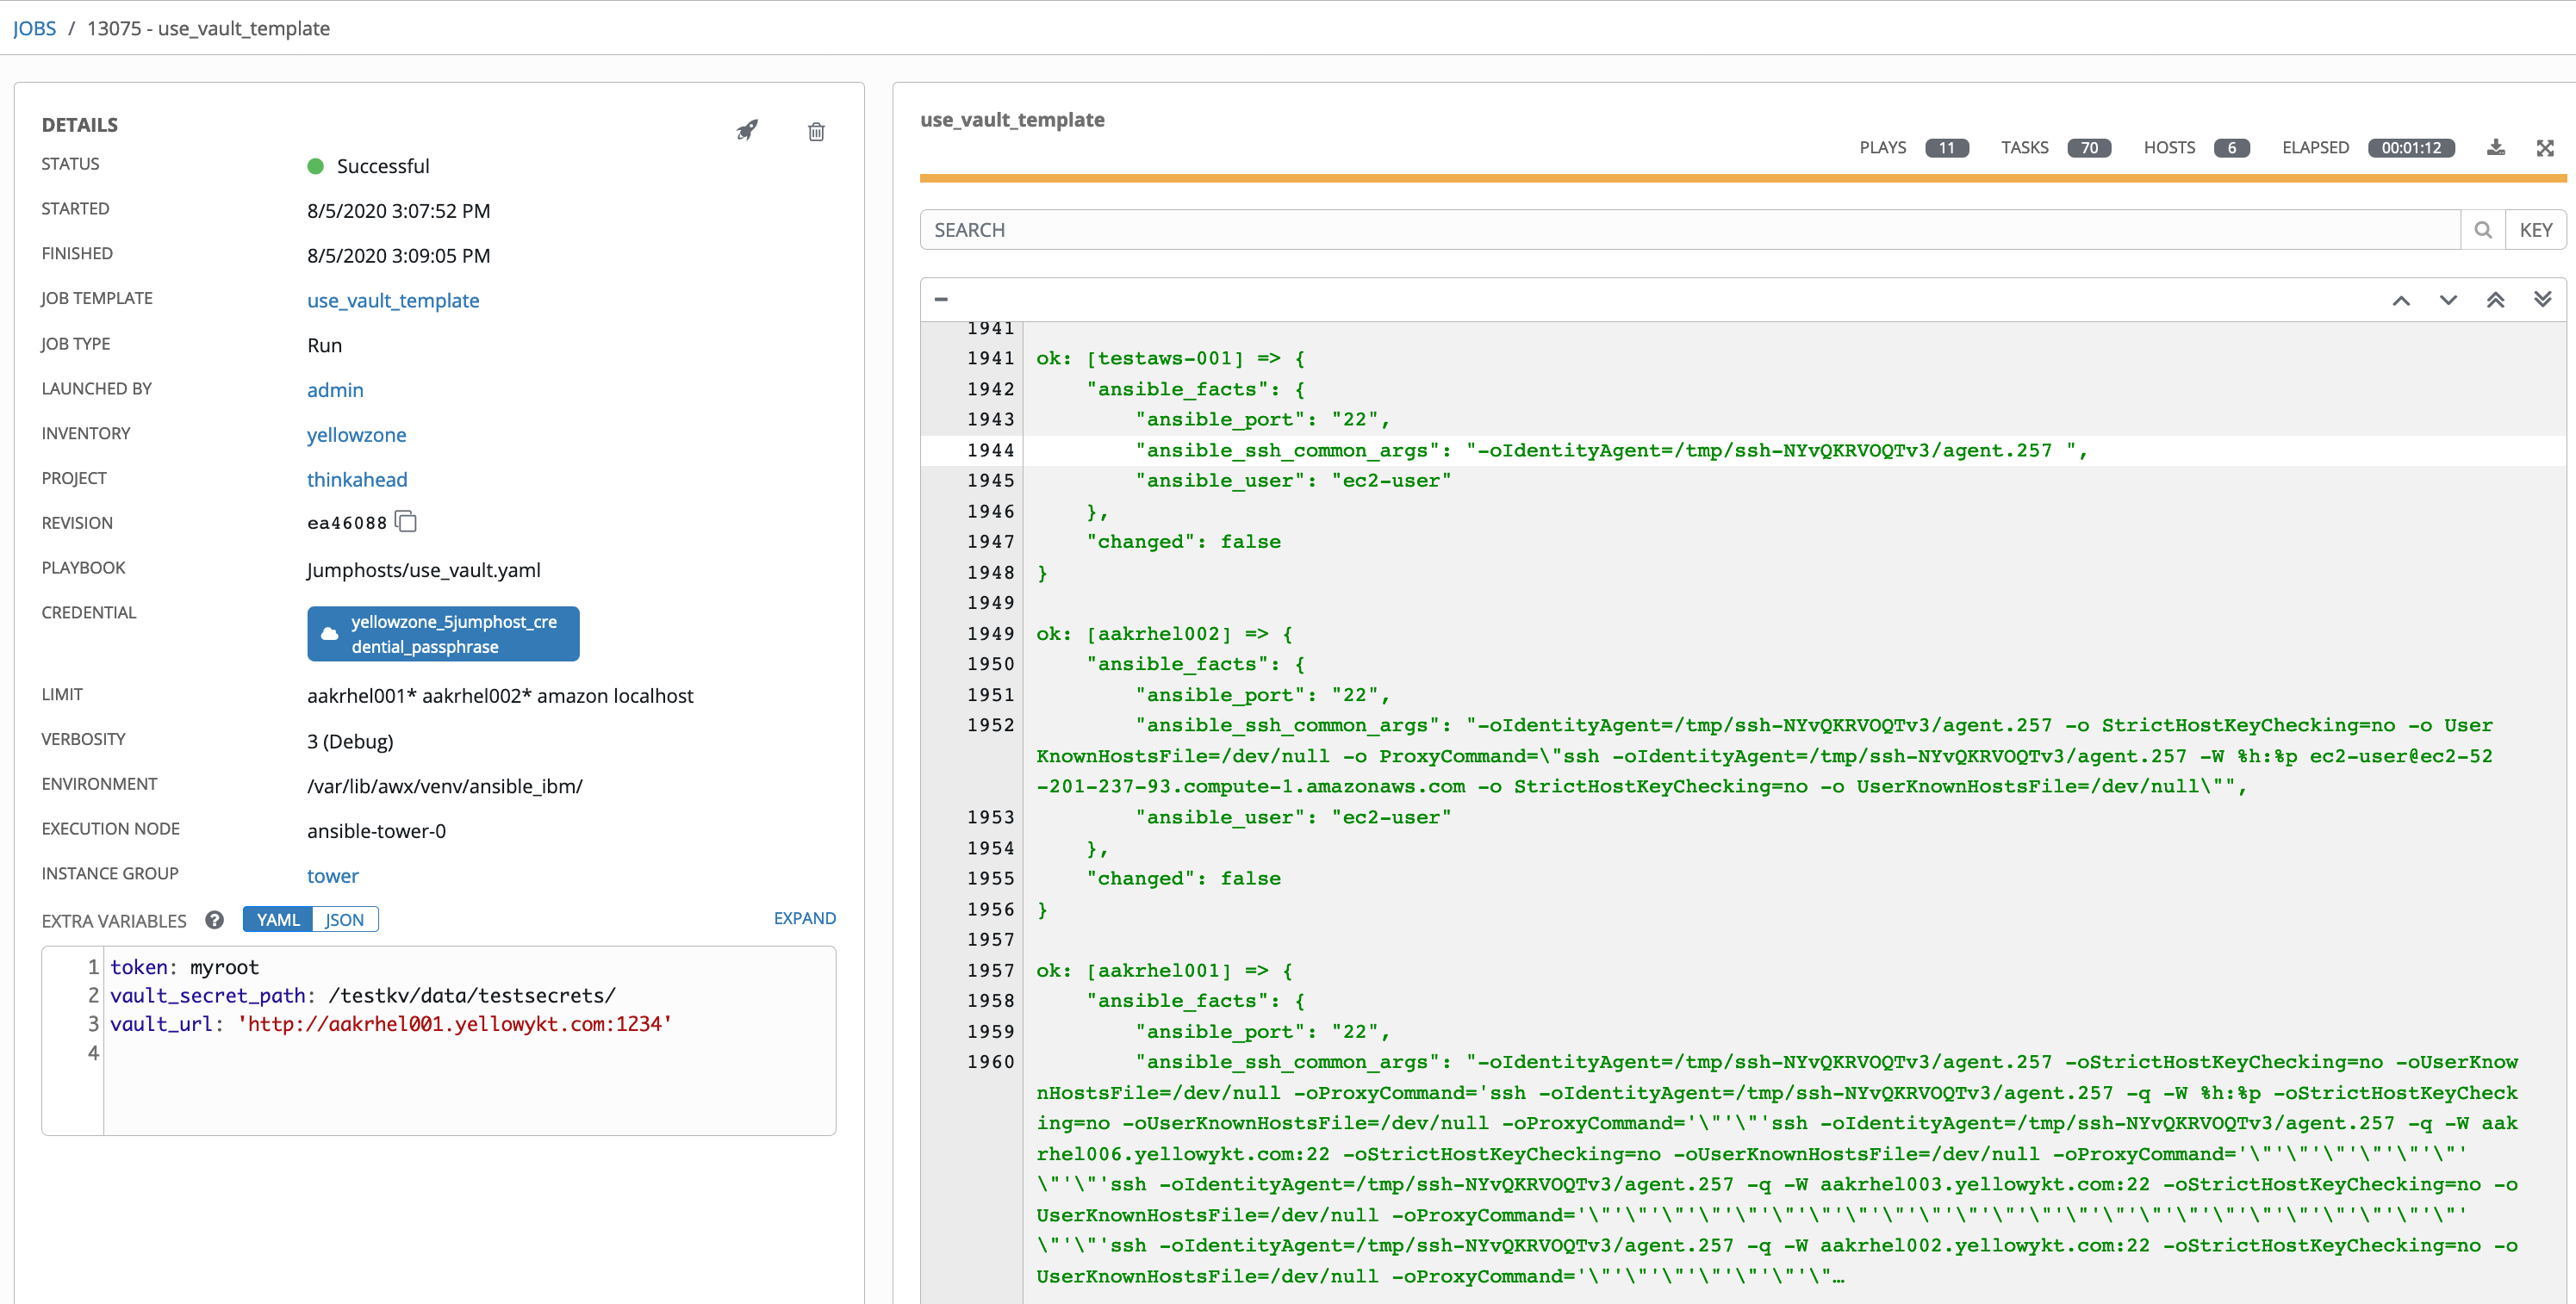 JOBS / 13075 - use_vault_template
DETAILS
STATUS Successful
STARTED 8/5/2020 3:07:52 PM
FINISHED 8/5/2020 3:09:05 PM
JOB TEMPLATE use_vault_template
JOB TYPE Run
LAUNCHED BY admin
INVENTORY yellowzone
PROJECT thinkahead
REVISION ea46088
PLAYBOOK Jumphosts/use_vault.yaml
CREDENTIAL yellowzone_5jumphost_cre
dential_passphrase
LIMIT aakrhel001* aakrhel002* amazon localhost
VERBOSITY 3 (Debug)
ENVIRONMENT /var/lib/awx/venv/ansible_ibm/
EXECUTION NODE ansible-tower-0
INSTANCE GROUP tower
EXTRA VARIABLES ? YAML JSON EXPAND
1 token: myroot
2 vault_secret_path: /testkv/data/testsecrets/
3 vault_url: 'http://aakrhel001.yellowykt.com:1234'
4
use_vault_template
PLAYS 11 TASKS 70 HOSTS 6 ELAPSED 00:01:12
SEARCH KEY
1941
1941 ok: [testaws-001] => {
1942 "ansible_facts": {
1943 "ansible_port": "22",
1944 "ansible_ssh_common_args": "-oIdentityAgent=/tmp/ssh-NYvQKRVOQTv3/agent.257 ",
1945 "ansible_user": "ec2-user"
1946 },
1947 "changed": false
1948 }
1949
1949 ok: [aakrhel002] => {
1950 "ansible_facts": {
1951 "ansible_port": "22",
1952 "ansible_ssh_common_args": "-oIdentityAgent=/tmp/ssh-NYvQKRVOQTv3/agent.257 -o StrictHostKeyChecking=no -o User
KnownHostsFile=/dev/null -o ProxyCommand=\"ssh -oIdentityAgent=/tmp/ssh-NYvQKRVOQTv3/agent.257 -W %h:%p ec2-user@ec2-52
-201-237-93.compute-1.amazonaws.com -o StrictHostKeyChecking=no -o UserKnownHostsFile=/dev/null\"",
1953 "ansible_user": "ec2-user"
1954 },
1955 "changed": false
1956 }
1957
1957 ok: [aakrhel001] => {
1958 "ansible_facts": {
1959 "ansible_port": "22",
1960 "ansible_ssh_common_args": "-oIdentityAgent=/tmp/ssh-NYvQKRVOQTv3/agent.257 -oStrictHostKeyChecking=no -oUserKnow
nHostsFile=/dev/null -oProxyCommand='ssh -oIdentityAgent=/tmp/ssh-NYvQKRVOQTv3/agent.257 -q -W %h:%p -oStrictHostKeyCheck
ing=no -oUserKnownHostsFile=/dev/null -oProxyCommand='\"'\"'ssh -oIdentityAgent=/tmp/ssh-NYvQKRVOQTv3/agent.257 -q -W aak
rhel006.yellowykt.com:22 -oStrictHostKeyChecking=no -oUserKnownHostsFile=/dev/null -oProxyCommand='\"'\"'\"'\"'\"'\"'
\"'\"'ssh -oIdentityAgent=/tmp/ssh-NYvQKRVOQTv3/agent.257 -q -W aakrhel003.yellowykt.com:22 -oStrictHostKeyChecking=no -o
UserKnownHostsFile=/dev/null -oProxyCommand='\"'\"'\"'\"'\"'\"'\"'\"'\"'\"'\"'\"'\"'\"'\"'\"'\"'\"'\"'\"'\"'\"'\"'\"'
\"'\"'ssh -oIdentityAgent=/tmp/ssh-NYvQKRVOQTv3/agent.257 -q -W aakrhel002.yellowykt.com:22 -oStrictHostKeyChecking=no -o
UserKnownHostsFile=/dev/null -oProxyCommand='\"'\"'\"'\"'\"'\"'\"…